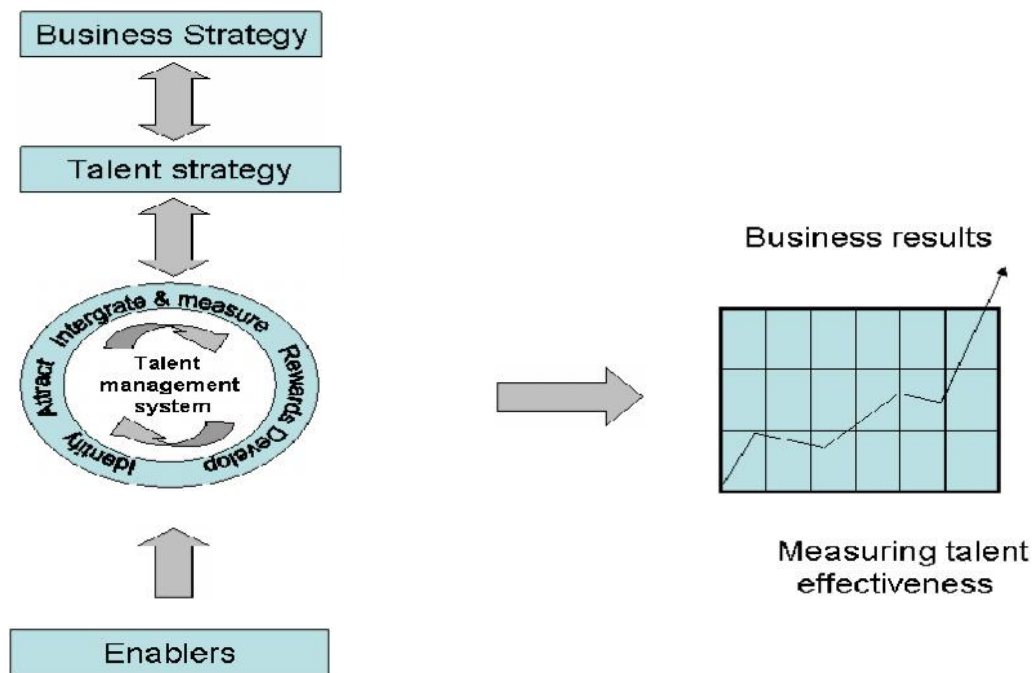 Business Strategy
Talent strategy
Attract Intergrate & measure Rewards Develop Identify
Talent
management
system
Enablers
Business results
Measuring talent
effectiveness